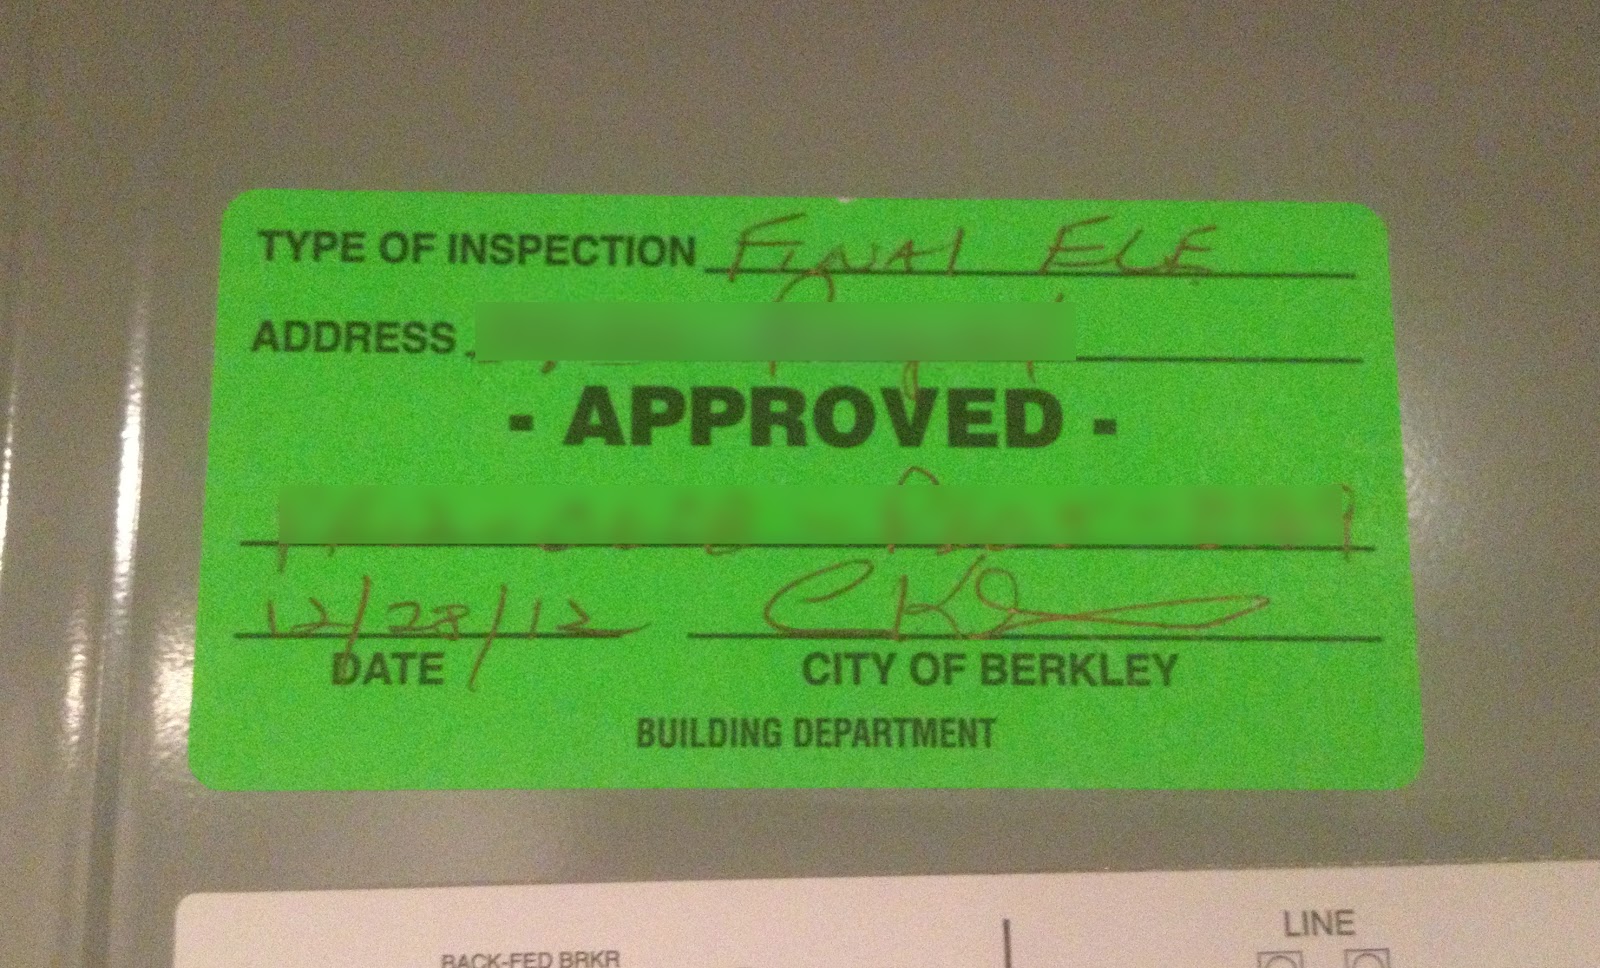 TYPE OF INSPECTION FINAl ELE
ADDRESS
- APPROVED -
12/28/12
DATE CITY OF BERKLEY
BUILDING DEPARTMENT
LINE
BACK-FED BRKR